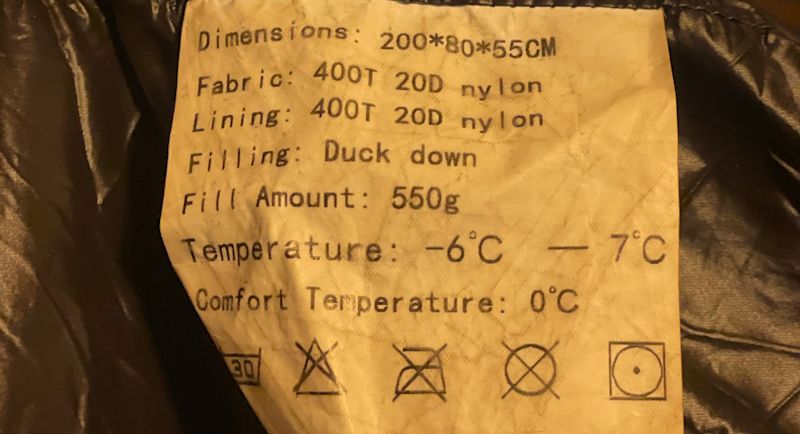 Dimensions: 200*80*55CM
Fabric: 400T 20D nylon
Lining: 400T 20D nylon
Filling: Duck down
Fill Amount: 550g
Temperature: -6℃ — 7℃
Comfort Temperature: 0℃
30